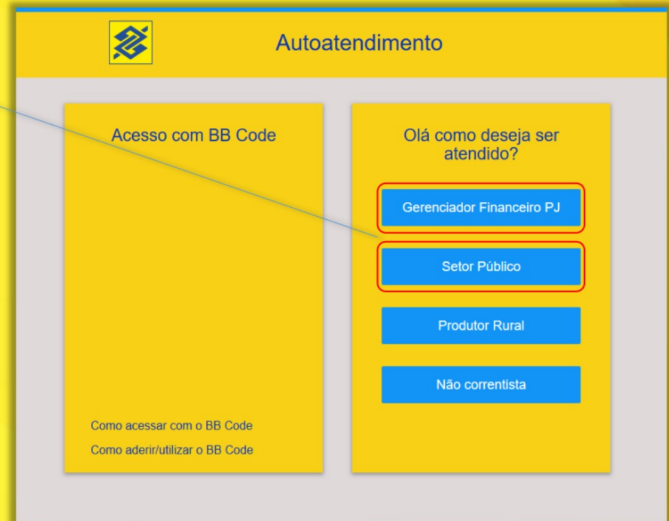 Autoatendimento
Acesso com BB Code
Como acessar com o BB Code
Como aderir/utilizar o BB Code
Olá como deseja ser
atendido?
Gerenciador Financeiro PJ
Setor Público
Produtor Rural
Não correntista